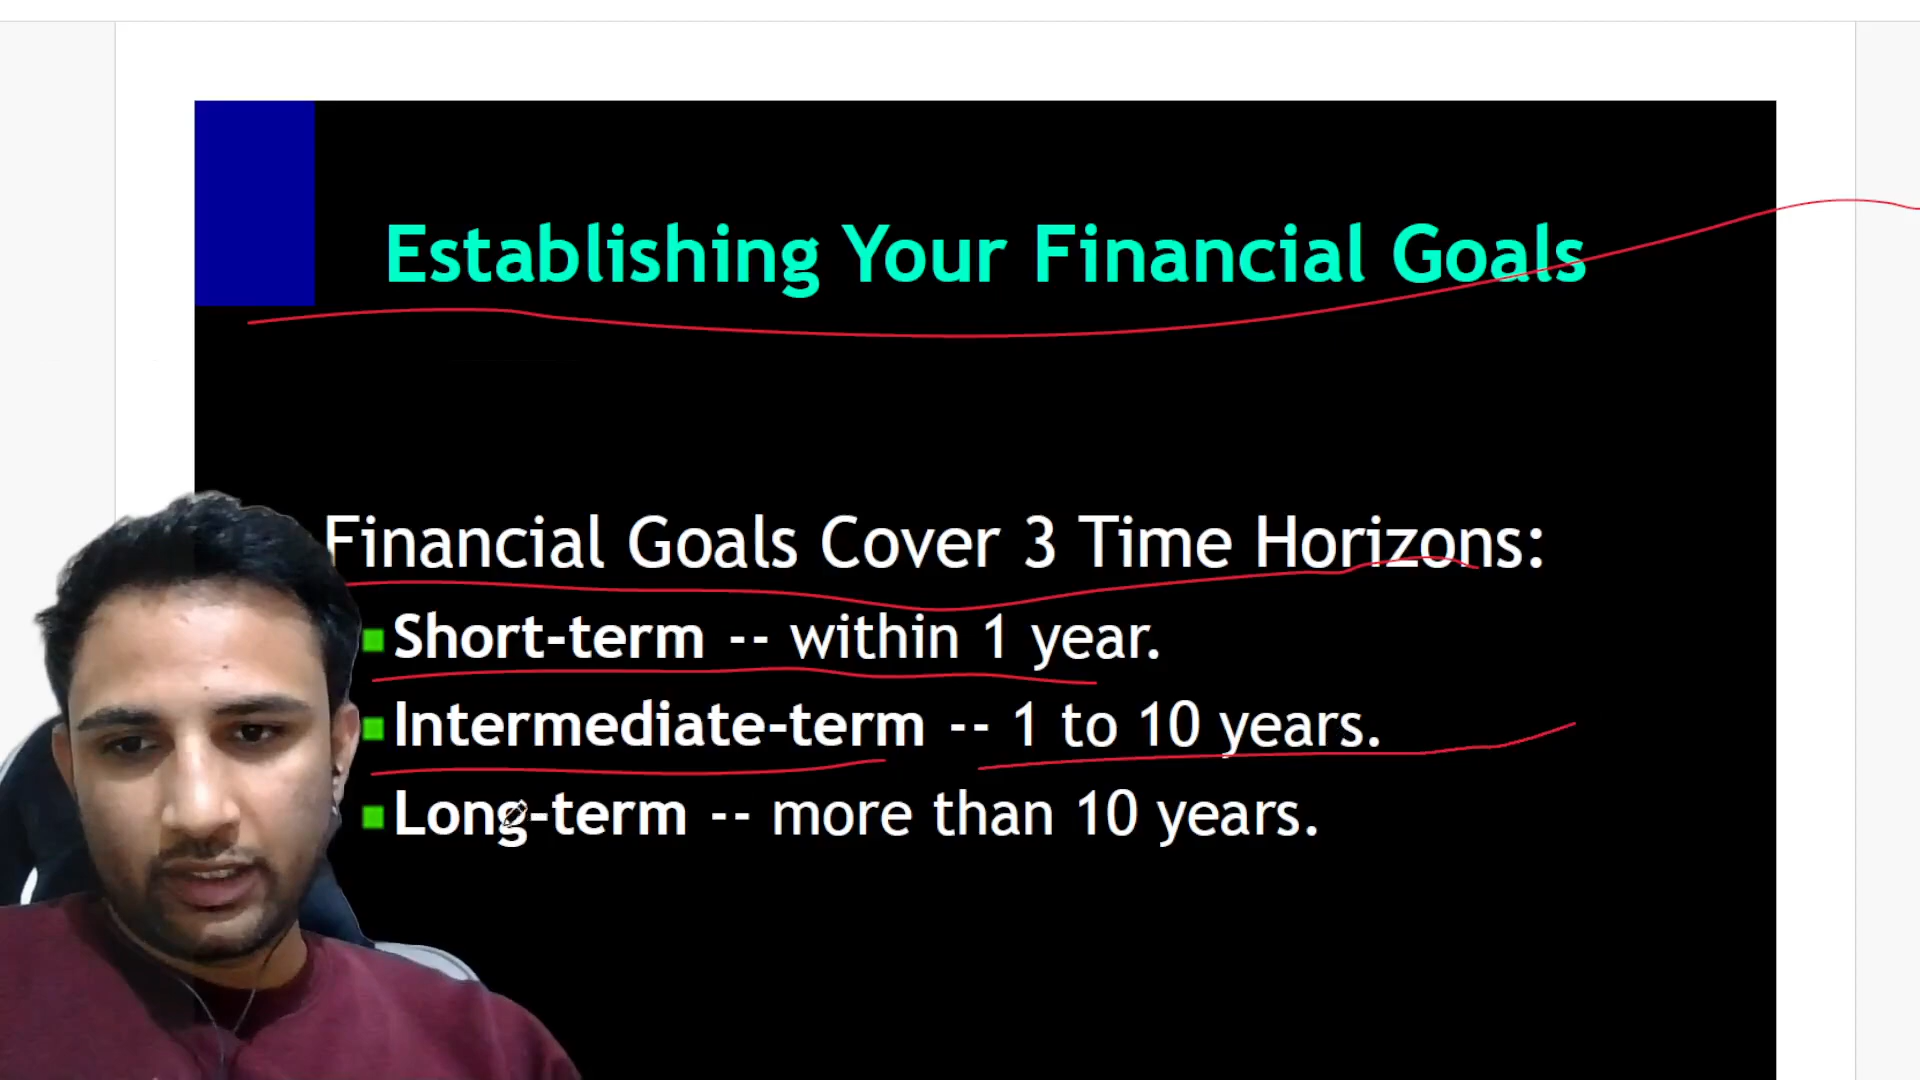 Establishing Your Financial Goals
Financial Goals Cover 3 Time Horizons:
Short-term -- within 1 year.
Intermediate-term -- 1 to 10 years.
Long-term -- more than 10 years.